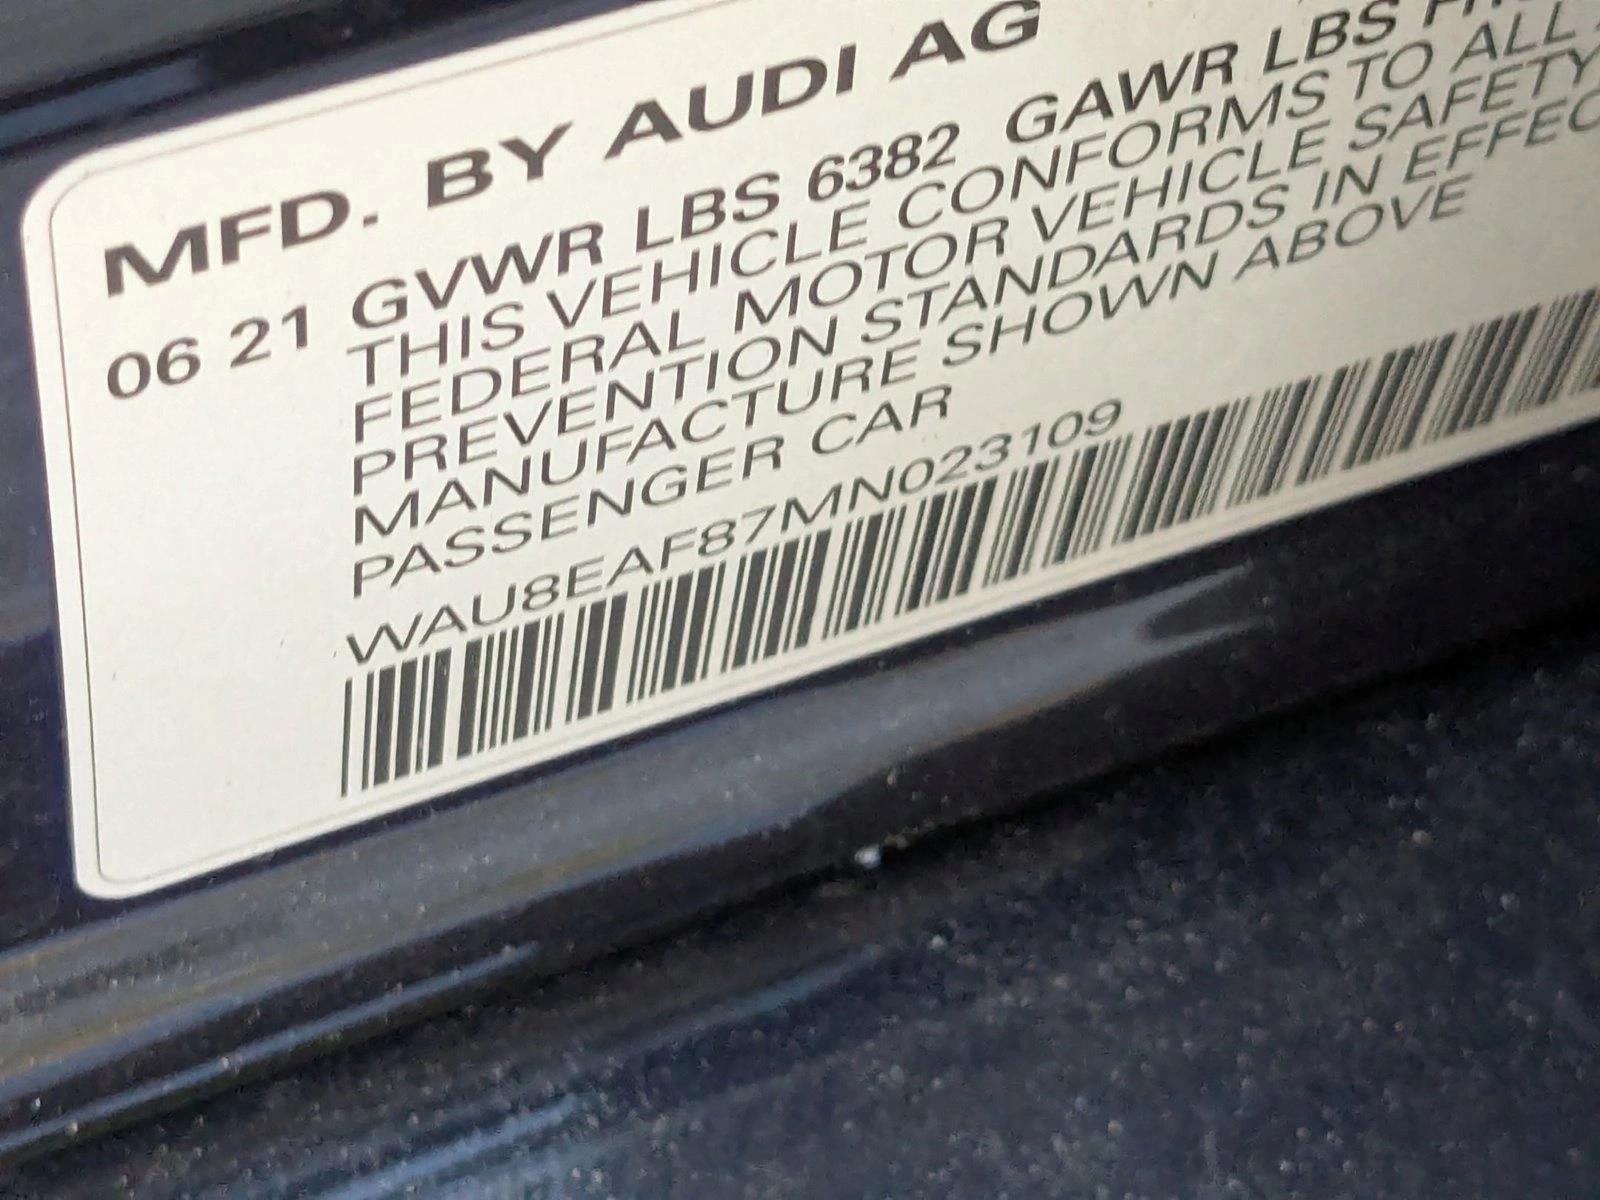 MFD. BY AUDI AG
06 21 GVWR LBS 6382 GAWR LBS
THIS VEHICLE CONFORMS TO ALL
FEDERAL MOTOR VEHICLE SAFETY
PREVENTION STANDARDS IN EFFEC
MANUFACTURE SHOWN ABOVE
PASSENGER CAR
WAU8EAF87MN023109